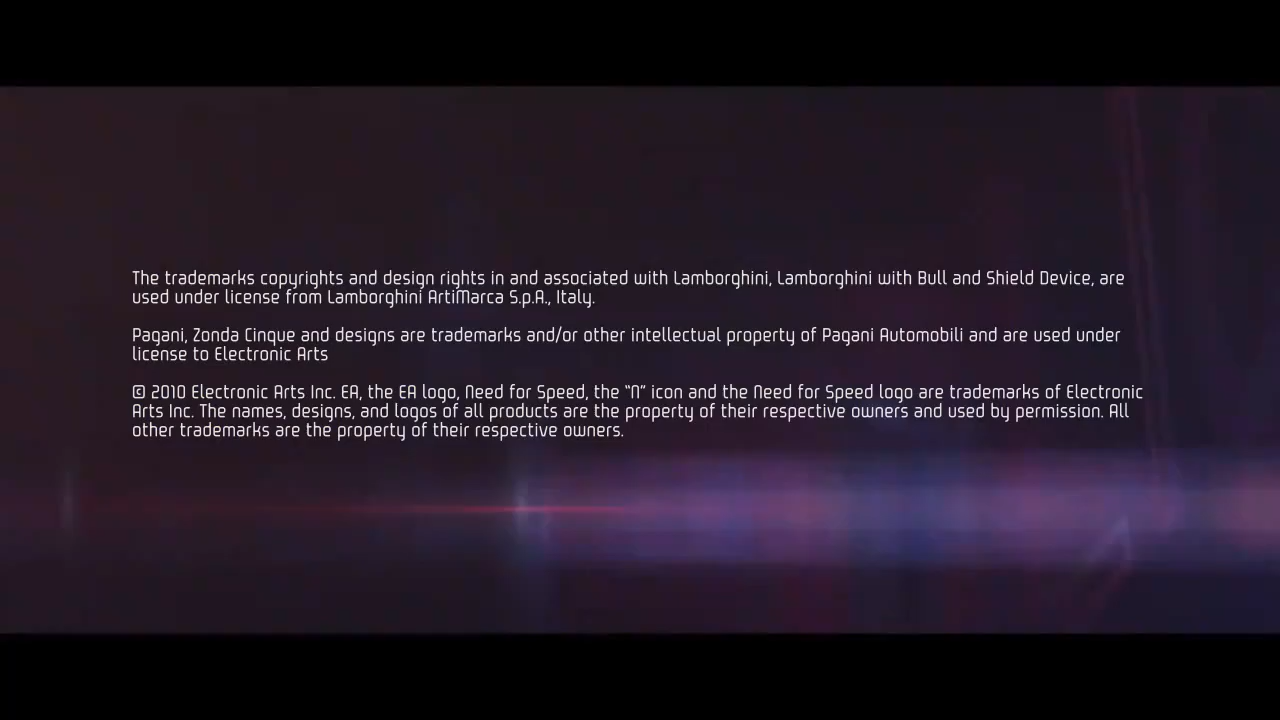 The trademarks copyrights and design rights in and associated with Lamborghini, Lamborghini with Bull and Shield Device, are
used under license from Lamborghini ArtiMarca S.p.A., Italy.
Pagani, Zonda Cinque and designs are trademarks and/or other intellectual property of Pagani Automobili and are used under
license to Electronic Arts
© 2010 Electronic Arts Inc. EA, the EA logo, Need for Speed, the “N” icon and the Need for Speed logo are trademarks of Electronic
Arts Inc. The names, designs, and logos of all products are the property of their respective owners and used by permission. All
other trademarks are the property of their respective owners.